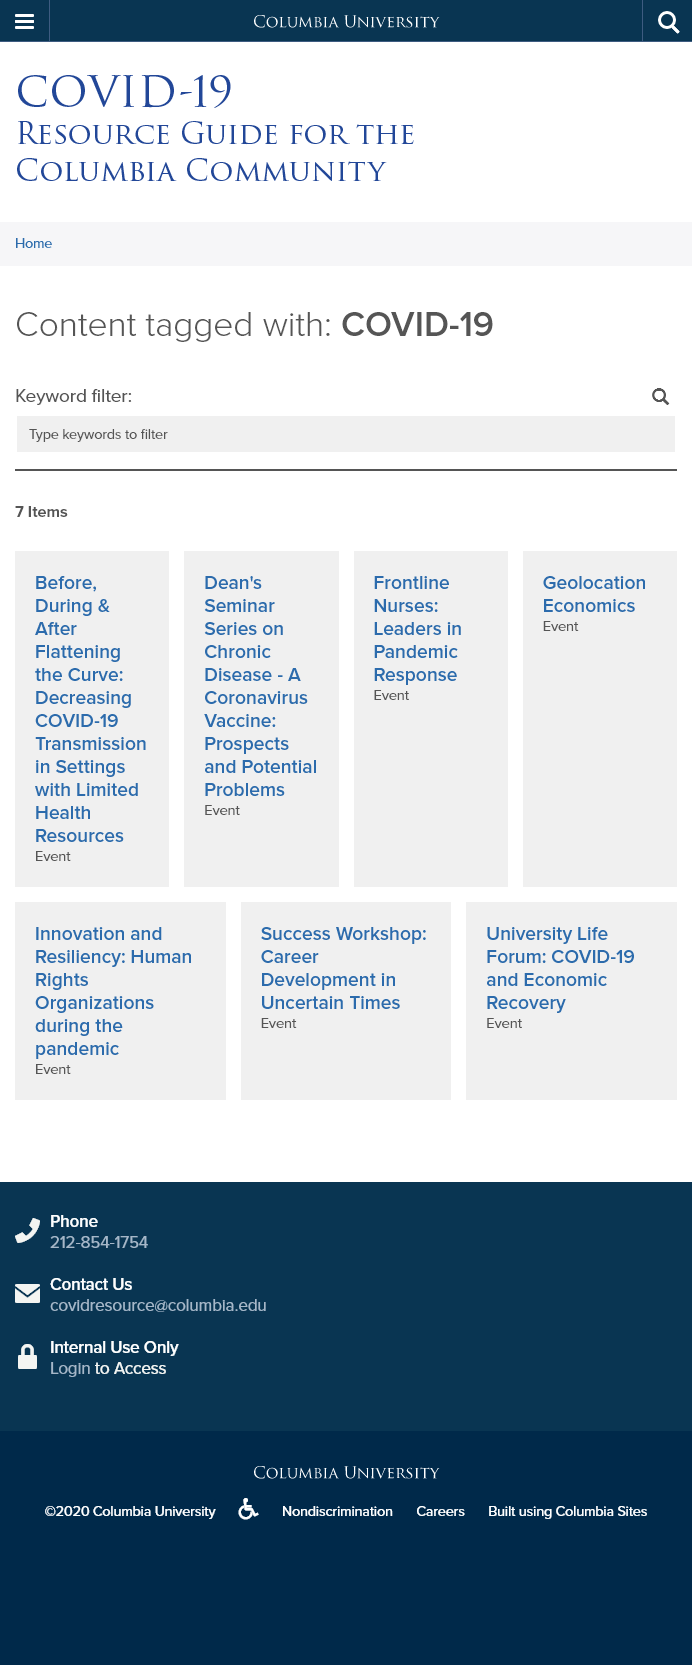 Columbia University
COVID-19
Resource Guide for the
Columbia Community
Home
Content tagged with: COVID-19
Keyword filter:
Type keywords to filter
7 Items
Before,
During &
After
Flattening
the Curve:
Decreasing
COVID-19
Transmission
in Settings
with Limited
Health
Resources
Event
Dean's
Seminar
Series on
Chronic
Disease - A
Coronavirus
Vaccine:
Prospects
and Potential
Problems
Event
Frontline
Nurses:
Leaders in
Pandemic
Response
Event
Geolocation
Economics
Event
Innovation and
Resiliency: Human
Rights
Organizations
during the
pandemic
Event
Success Workshop:
Career
Development in
Uncertain Times
Event
University Life
Forum: COVID-19
and Economic
Recovery
Event
Phone
212-854-1754
Contact Us
covidresource@columbia.edu
Internal Use Only
Login to Access
Columbia University
©2020 Columbia University Nondiscrimination Careers Built using Columbia Sites